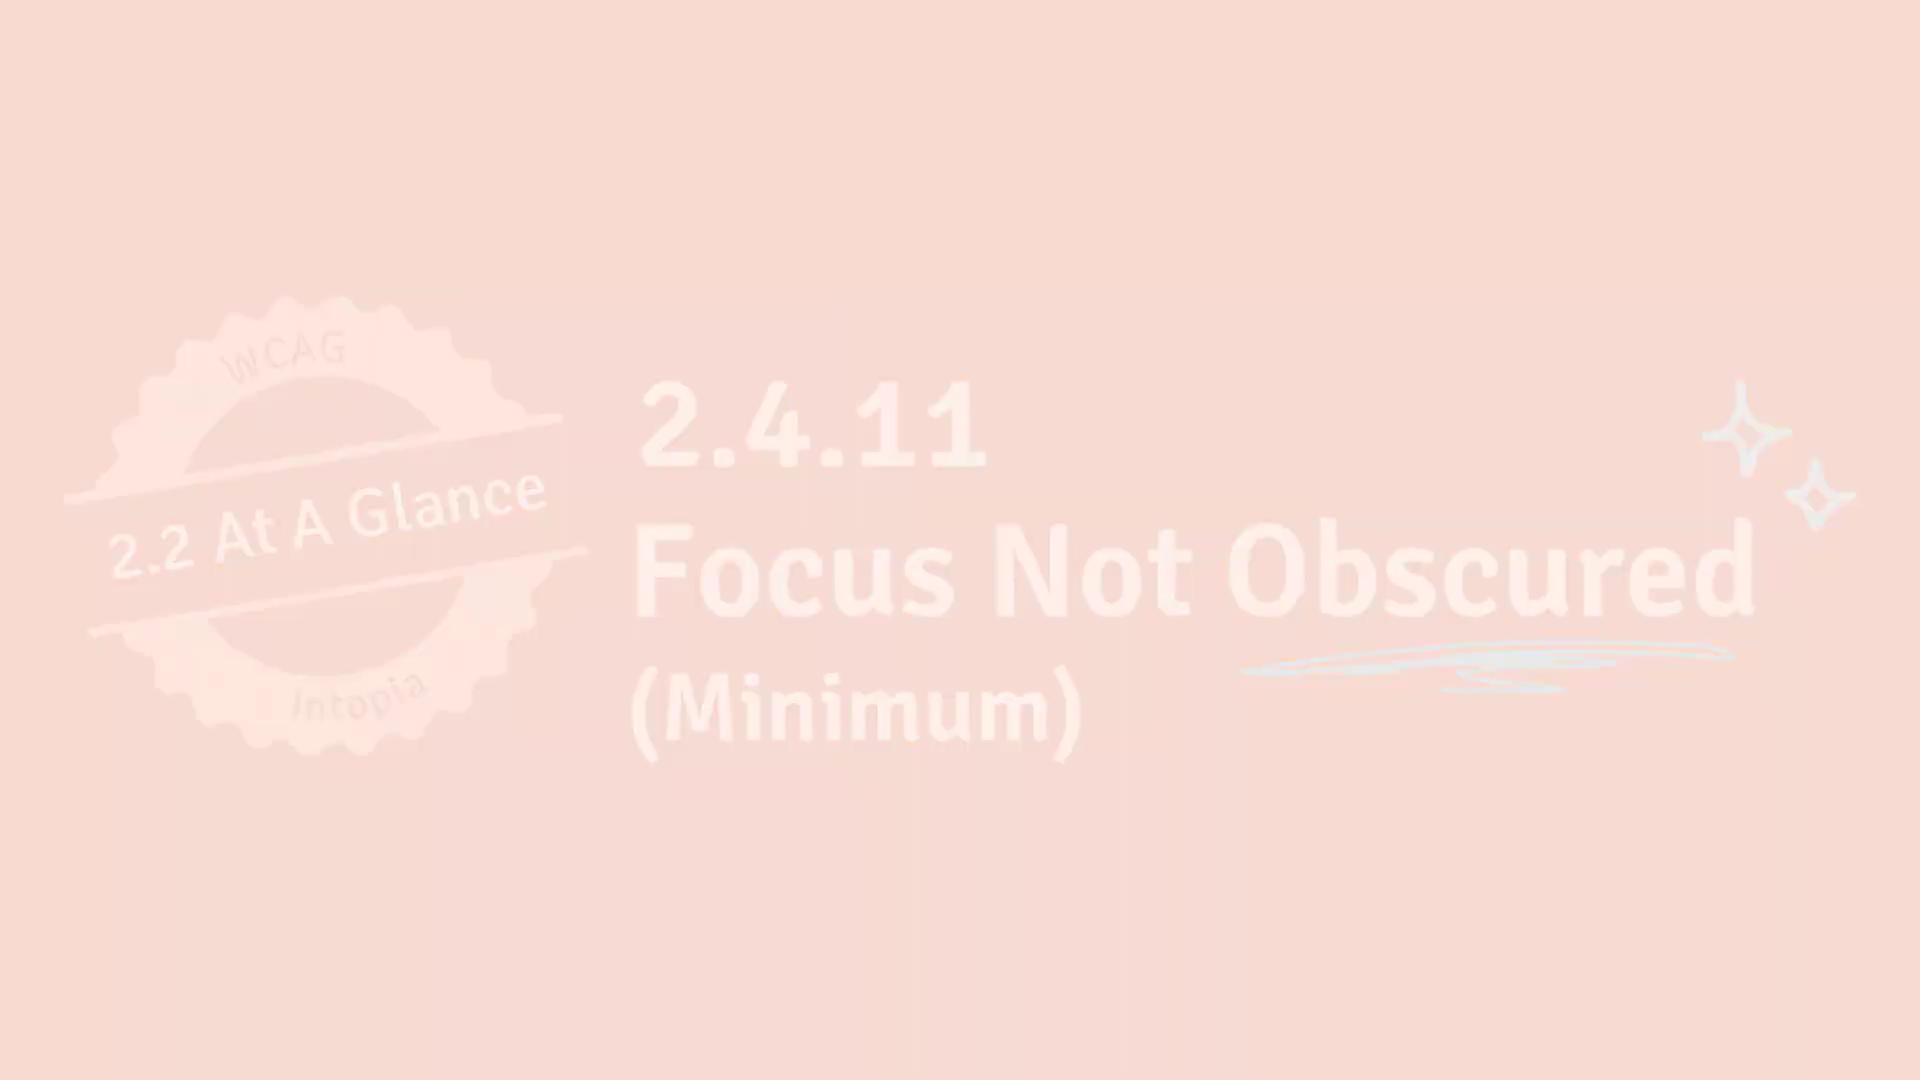 WCAG
2.2 At A Glance
Intopia
2.4.11
Focus Not Obscured
(Minimum)